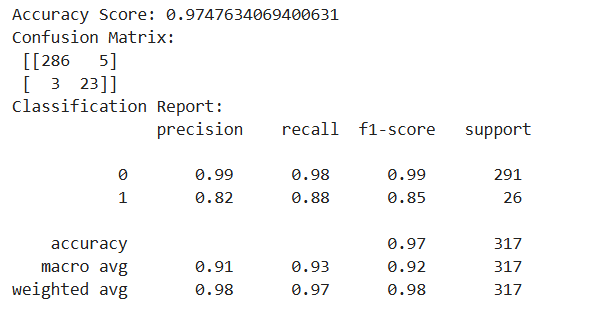 Accuracy Score: 0.9747634069400631
Confusion Matrix:
 [[286   5]
 [  3  23]]
Classification Report:
              precision    recall  f1-score   support

           0       0.99      0.98      0.99       291
           1       0.82      0.88      0.85        26

    accuracy                           0.97       317
   macro avg       0.91      0.93      0.92       317
weighted avg       0.98      0.97      0.98       317